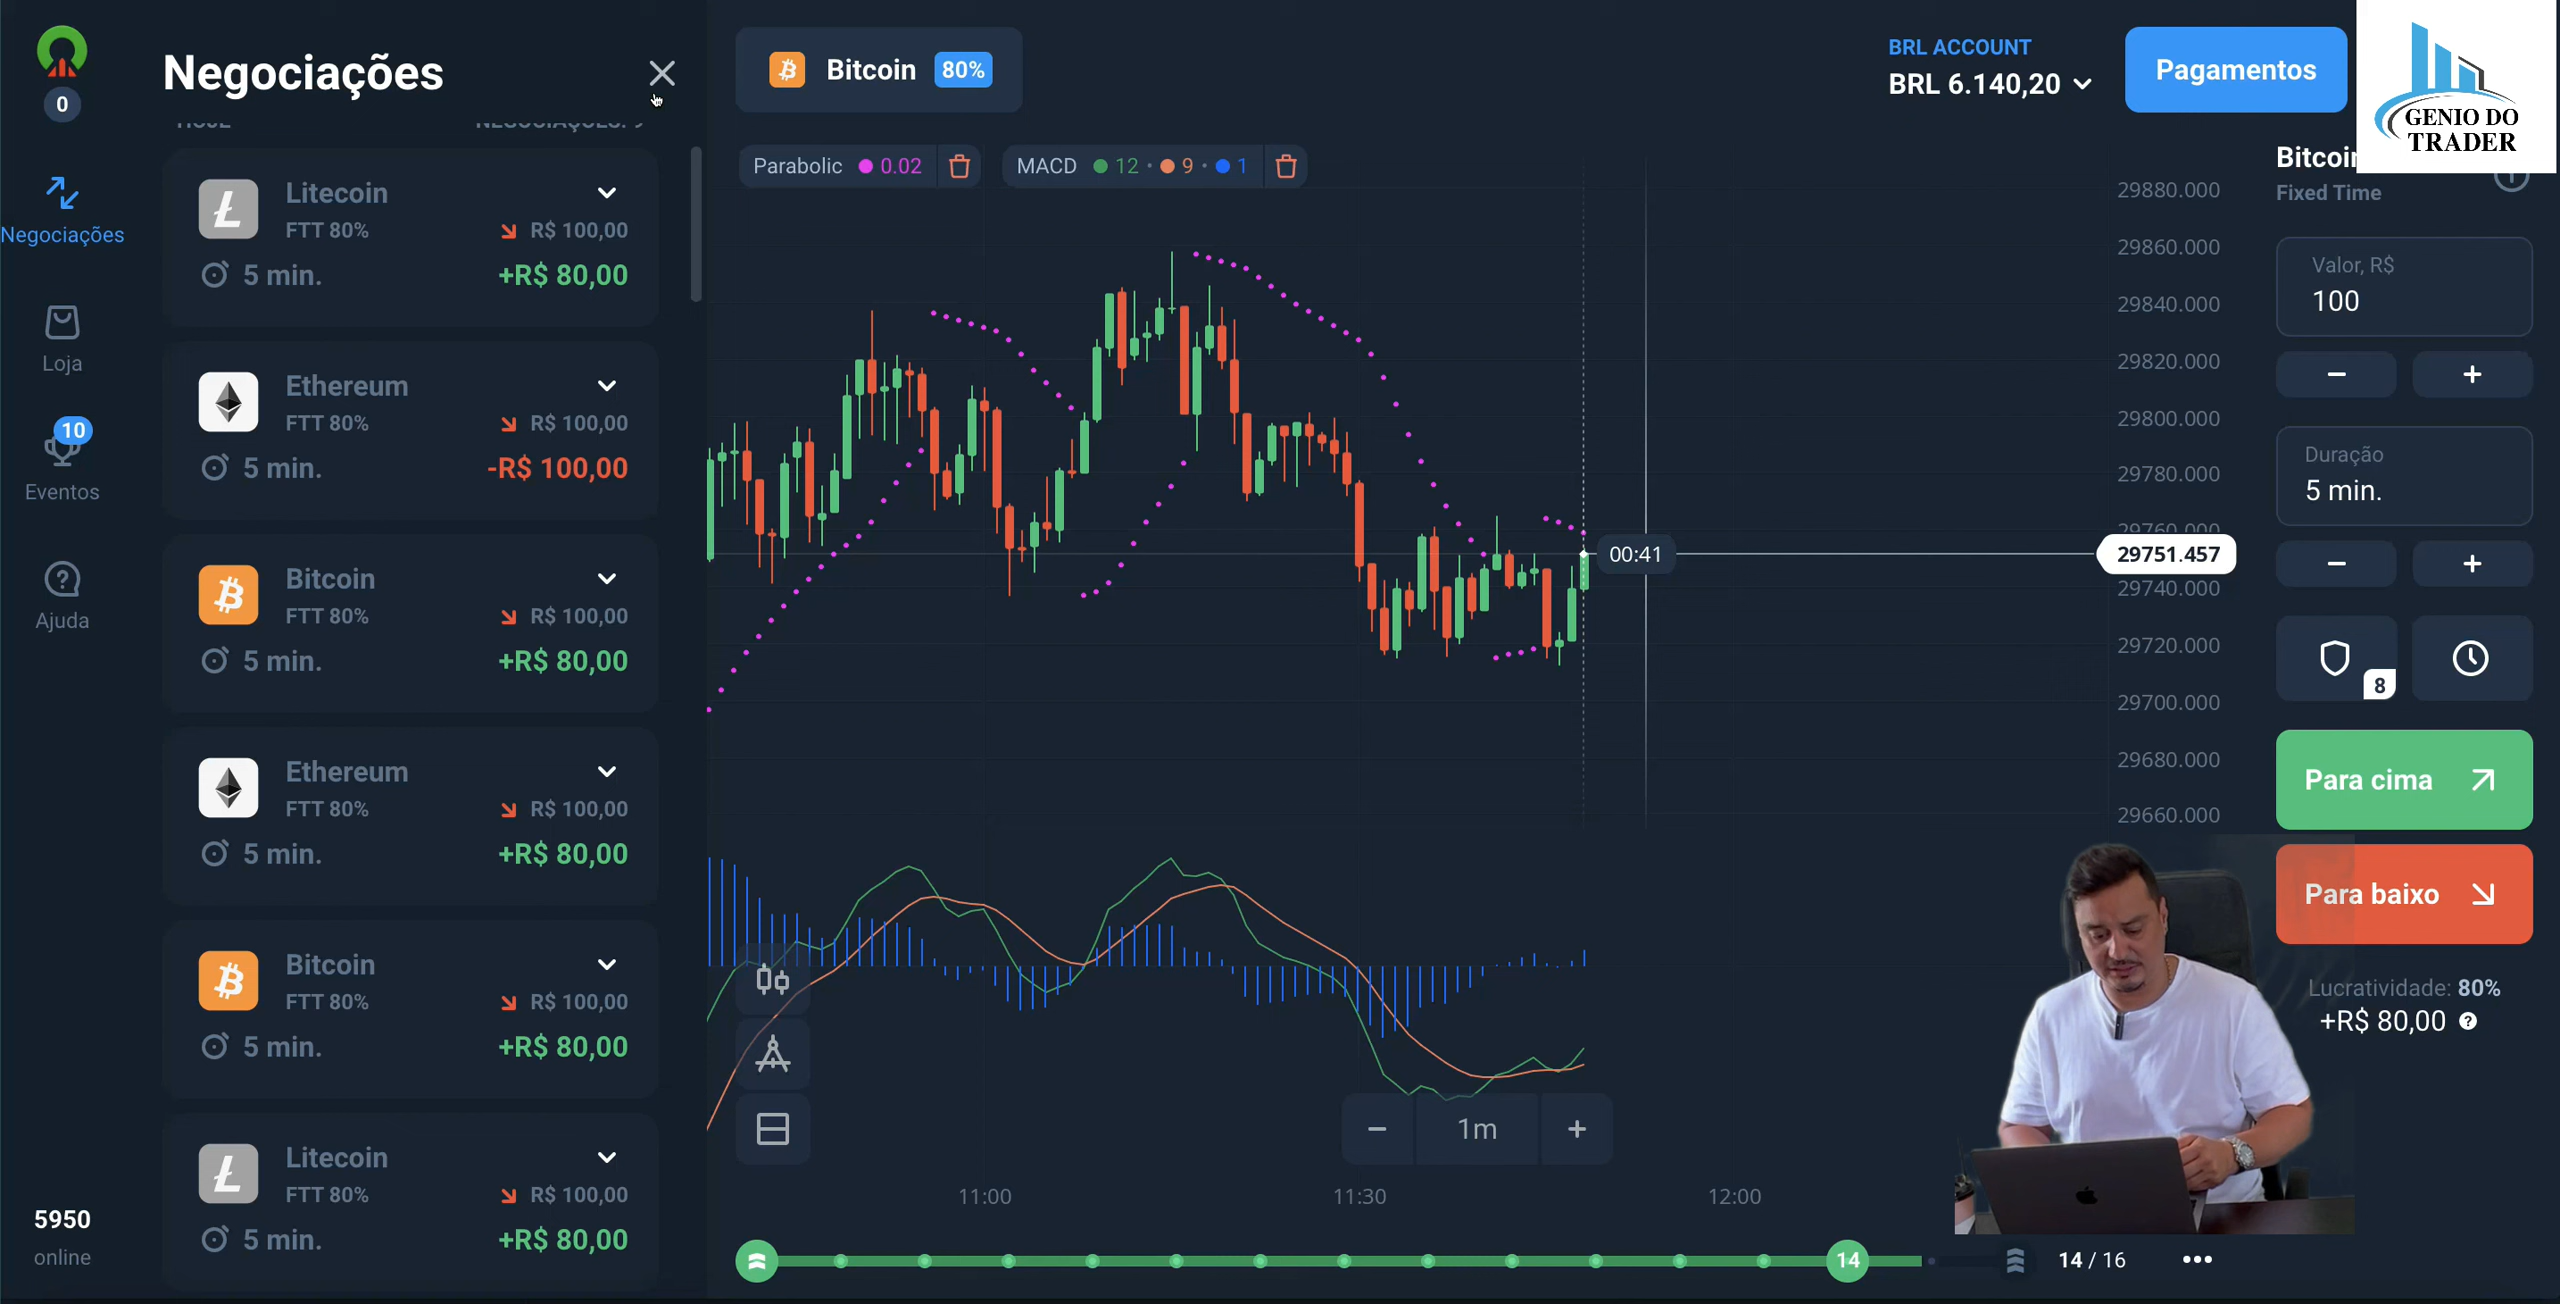 0
Negociações
Loja
10
Eventos
Ajuda
5950
online
Negociações
HOJE
NEGOCIAÇÕES: 9
Litecoin
FTT 80%
R$ 100,00
5 min.
+R$ 80,00
Ethereum
FTT 80%
R$ 100,00
5 min.
-R$ 100,00
Bitcoin
FTT 80%
R$ 100,00
5 min.
+R$ 80,00
Ethereum
FTT 80%
R$ 100,00
5 min.
+R$ 80,00
Bitcoin
FTT 80%
R$ 100,00
5 min.
+R$ 80,00
Litecoin
FTT 80%
R$ 100,00
5 min.
+R$ 80,00
Bitcoin 80%
BRL ACCOUNT
BRL 6.140,20
Pagamentos
GENIO DO
TRADER
Parabolic 0.02
MACD 12 · 9 · 1
29880.000
29860.000
29840.000
29820.000
29800.000
29780.000
29760.000
00:41
29751.457
29740.000
29720.000
29700.000
29680.000
29660.000
1m
11:00
11:30
12:00
14
14 / 16
Fixed Time
Valor, R$
100
Duração
5 min.
8
Para cima
Para baixo
Lucratividade: 80%
+R$ 80,00